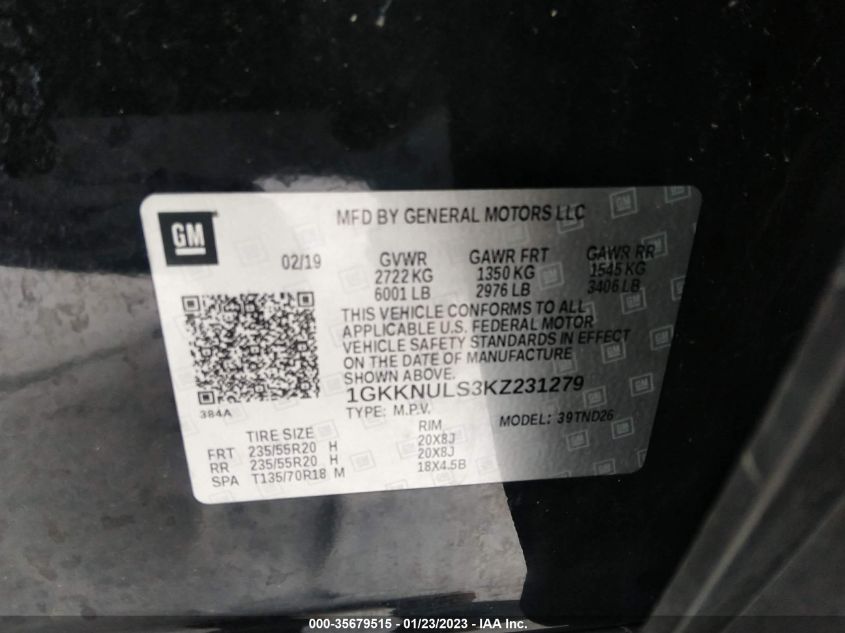 GM
MFD BY GENERAL MOTORS LLC
02/19 GVWR GAWR FRT GAWR RR
2722 KG 1350 KG 1545 KG
6001 LB 2976 LB 3406 LB
THIS VEHICLE CONFORMS TO ALL
APPLICABLE U.S. FEDERAL MOTOR
VEHICLE SAFETY STANDARDS IN EFFECT
ON THE DATE OF MANUFACTURE
SHOWN ABOVE.
1GKKNULS3KZ231279
384A TYPE: M.P.V. MODEL: 39TND26
TIRE SIZE RIM
FRT 235/55R20 H 20X8J
RR 235/55R20 H 20X8J
SPA T135/70R18 M 18X4.5B
000-35679515 - 01/23/2023 - IAA Inc. (IAA)